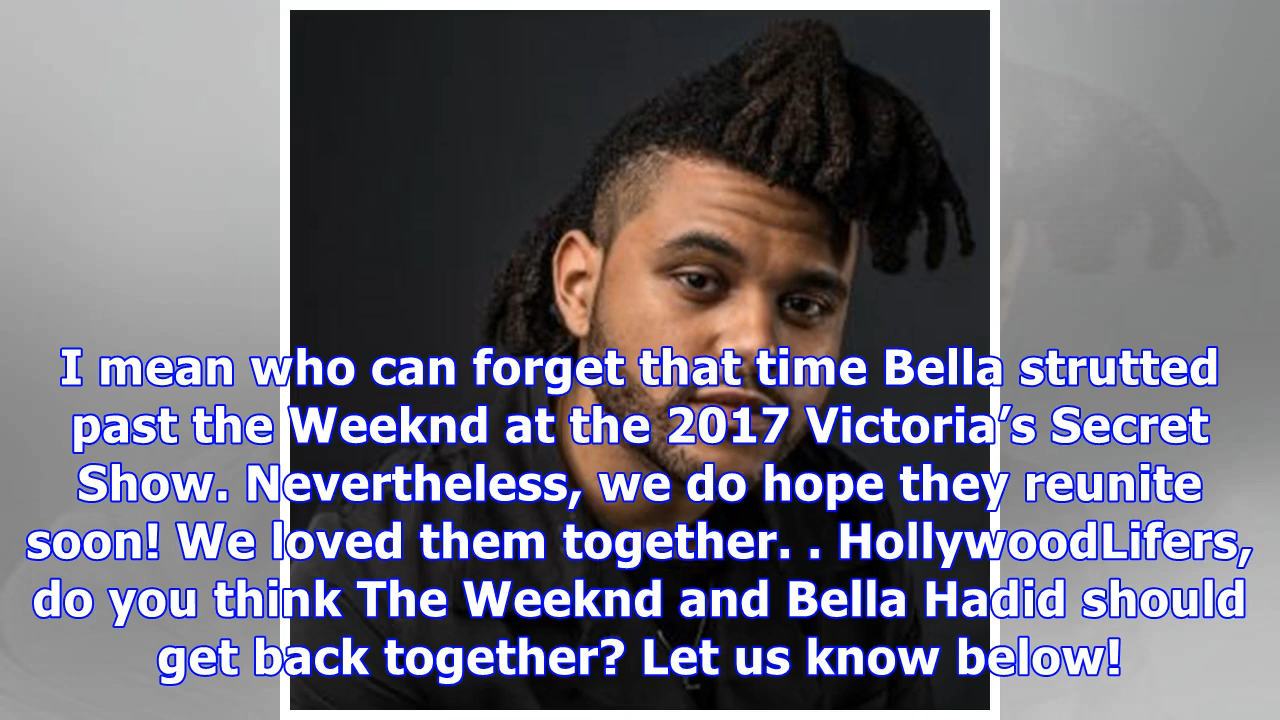 I mean who can forget that time Bella strutted
past the Weeknd at the 2017 Victoria’s Secret
Show. Nevertheless, we do hope they reunite
soon! We loved them together. . HollywoodLifers,
do you think The Weeknd and Bella Hadid should
get back together? Let us know below!